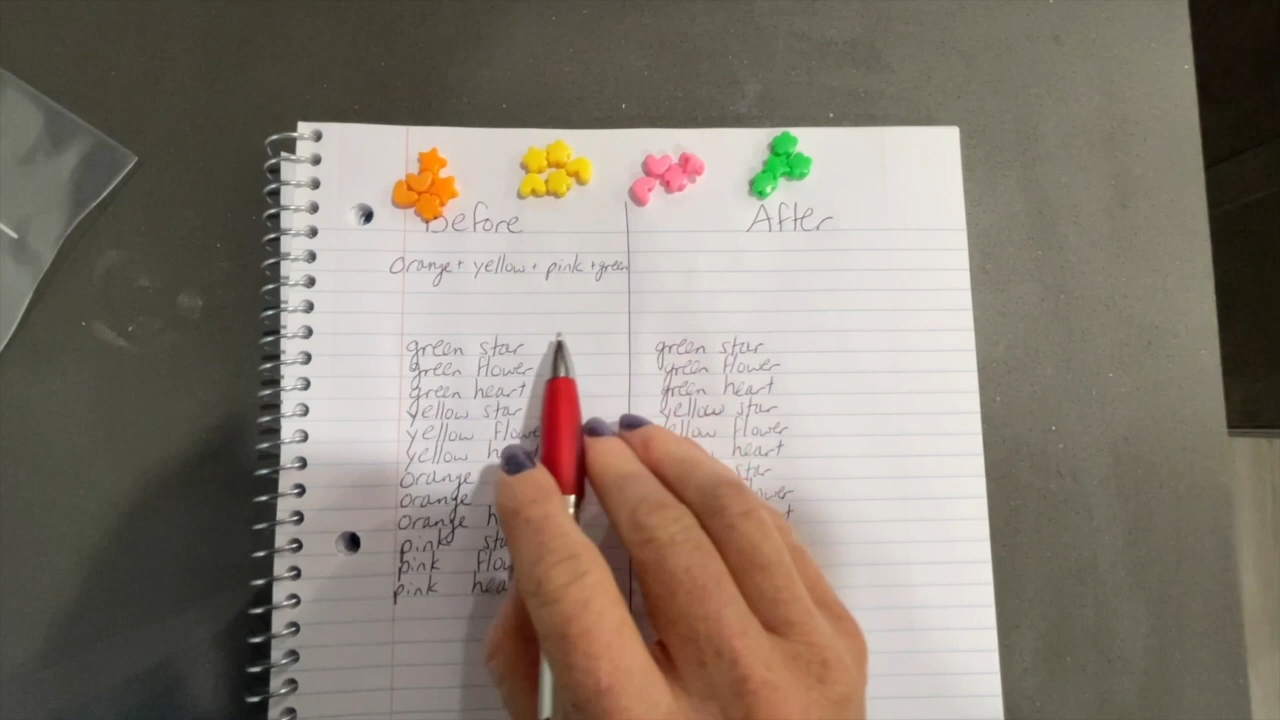 Before After
Orange + yellow + pink + green
green star green star
green flower green flower
green heart green heart
yellow star yellow star
yellow yellow flower
yellow heart
orange star
orange
orange
pink
pink
pink